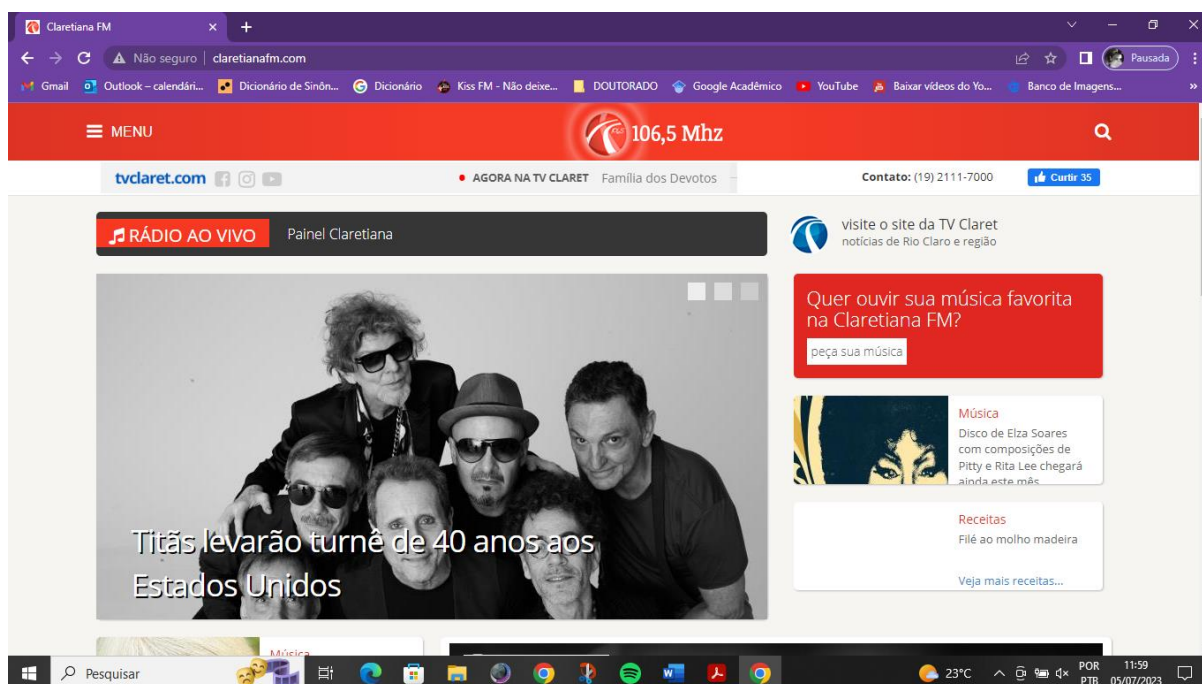 Claretiana FM
Não seguro | claretianafm.com
Pausada
Gmail Outlook – calendári... Dicionário de Sinôn... Dicionário Kiss FM - Não deixe... DOUTORADO Google Acadêmico YouTube Baixar vídeos do Yo... Banco de Imagens... »
MENU
106,5 Mhz
tvclaret.com
AGORA NA TV CLARET Família dos Devotos
Contato: (19) 2111-7000
Curtir 35
RÁDIO AO VIVO Painel Claretiana
visite o site da TV Claret
notícias de Rio Claro e região
Titãs levarão turnê de 40 anos aos
Estados Unidos
Quer ouvir sua música favorita
na Claretiana FM?
peça sua música
Música
Disco de Elza Soares
com composições de
Pitty e Rita Lee chegará
ainda este mês
Receitas
Filé ao molho madeira
Veja mais receitas...
Música
Pesquisar
23°C
POR
PTB
11:59
05/07/2023